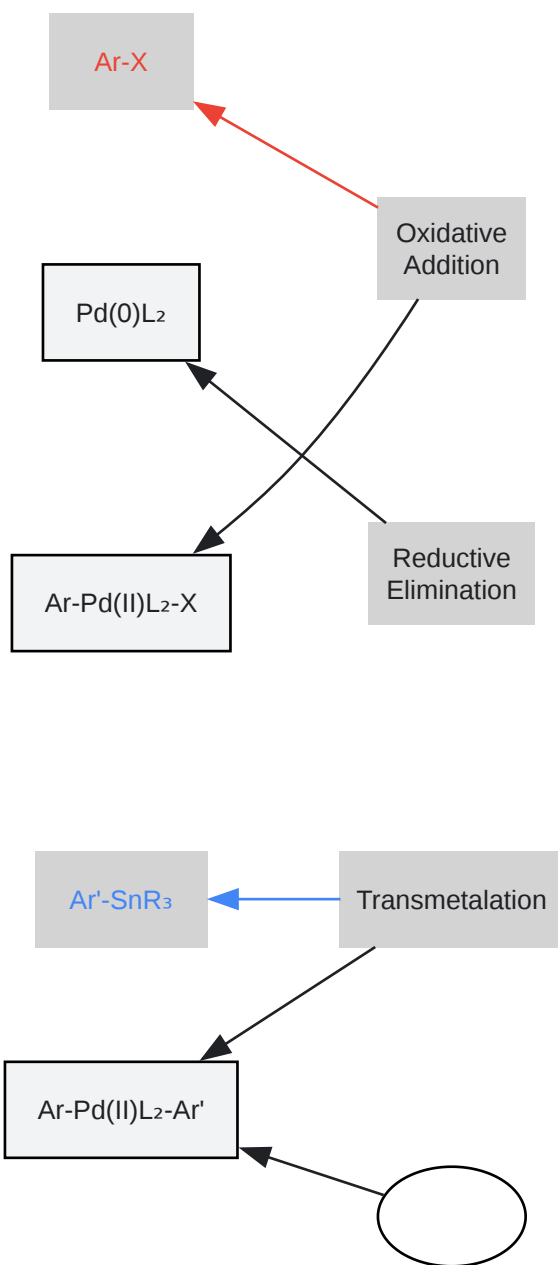 Ar-X
Oxidative
Addition
Pd(0)L₂
Reductive
Elimination
Ar-Pd(II)L₂-X
Ar'-SnR₃
Transmetalation
Ar-Pd(II)L₂-Ar'